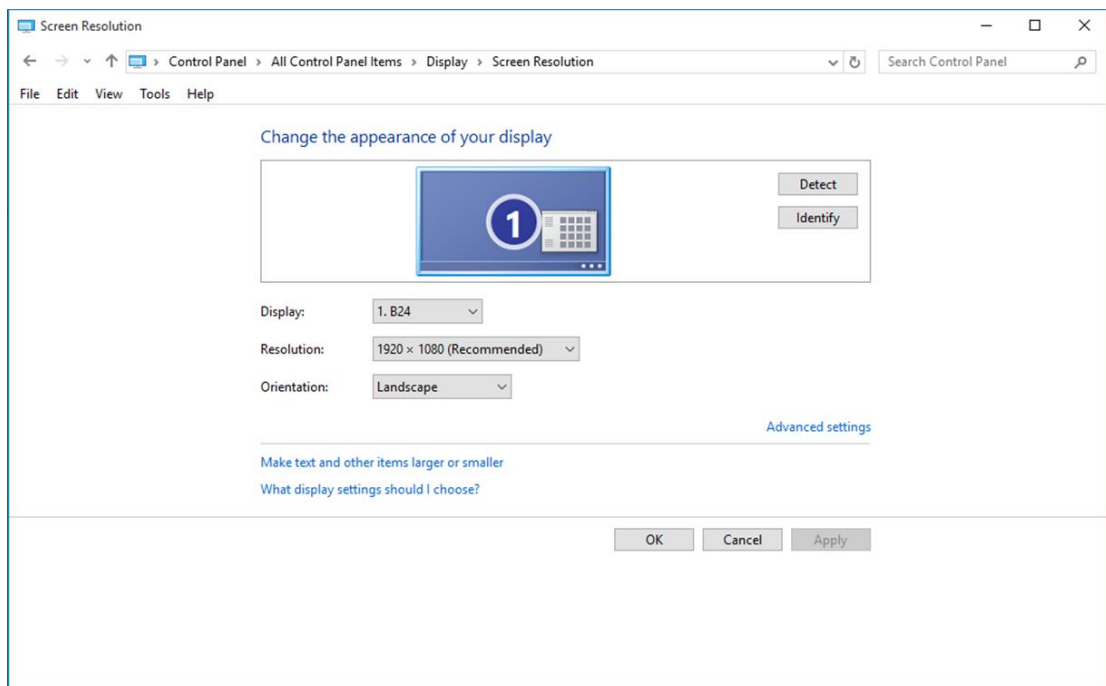 Screen Resolution
Control Panel > All Control Panel Items > Display > Screen Resolution
Search Control Panel
File Edit View Tools Help
Change the appearance of your display
1
Detect
Identify
Display: 1. B24
Resolution: 1920 × 1080 (Recommended)
Orientation: Landscape
Advanced settings
Make text and other items larger or smaller
What display settings should I choose?
OK Cancel Apply